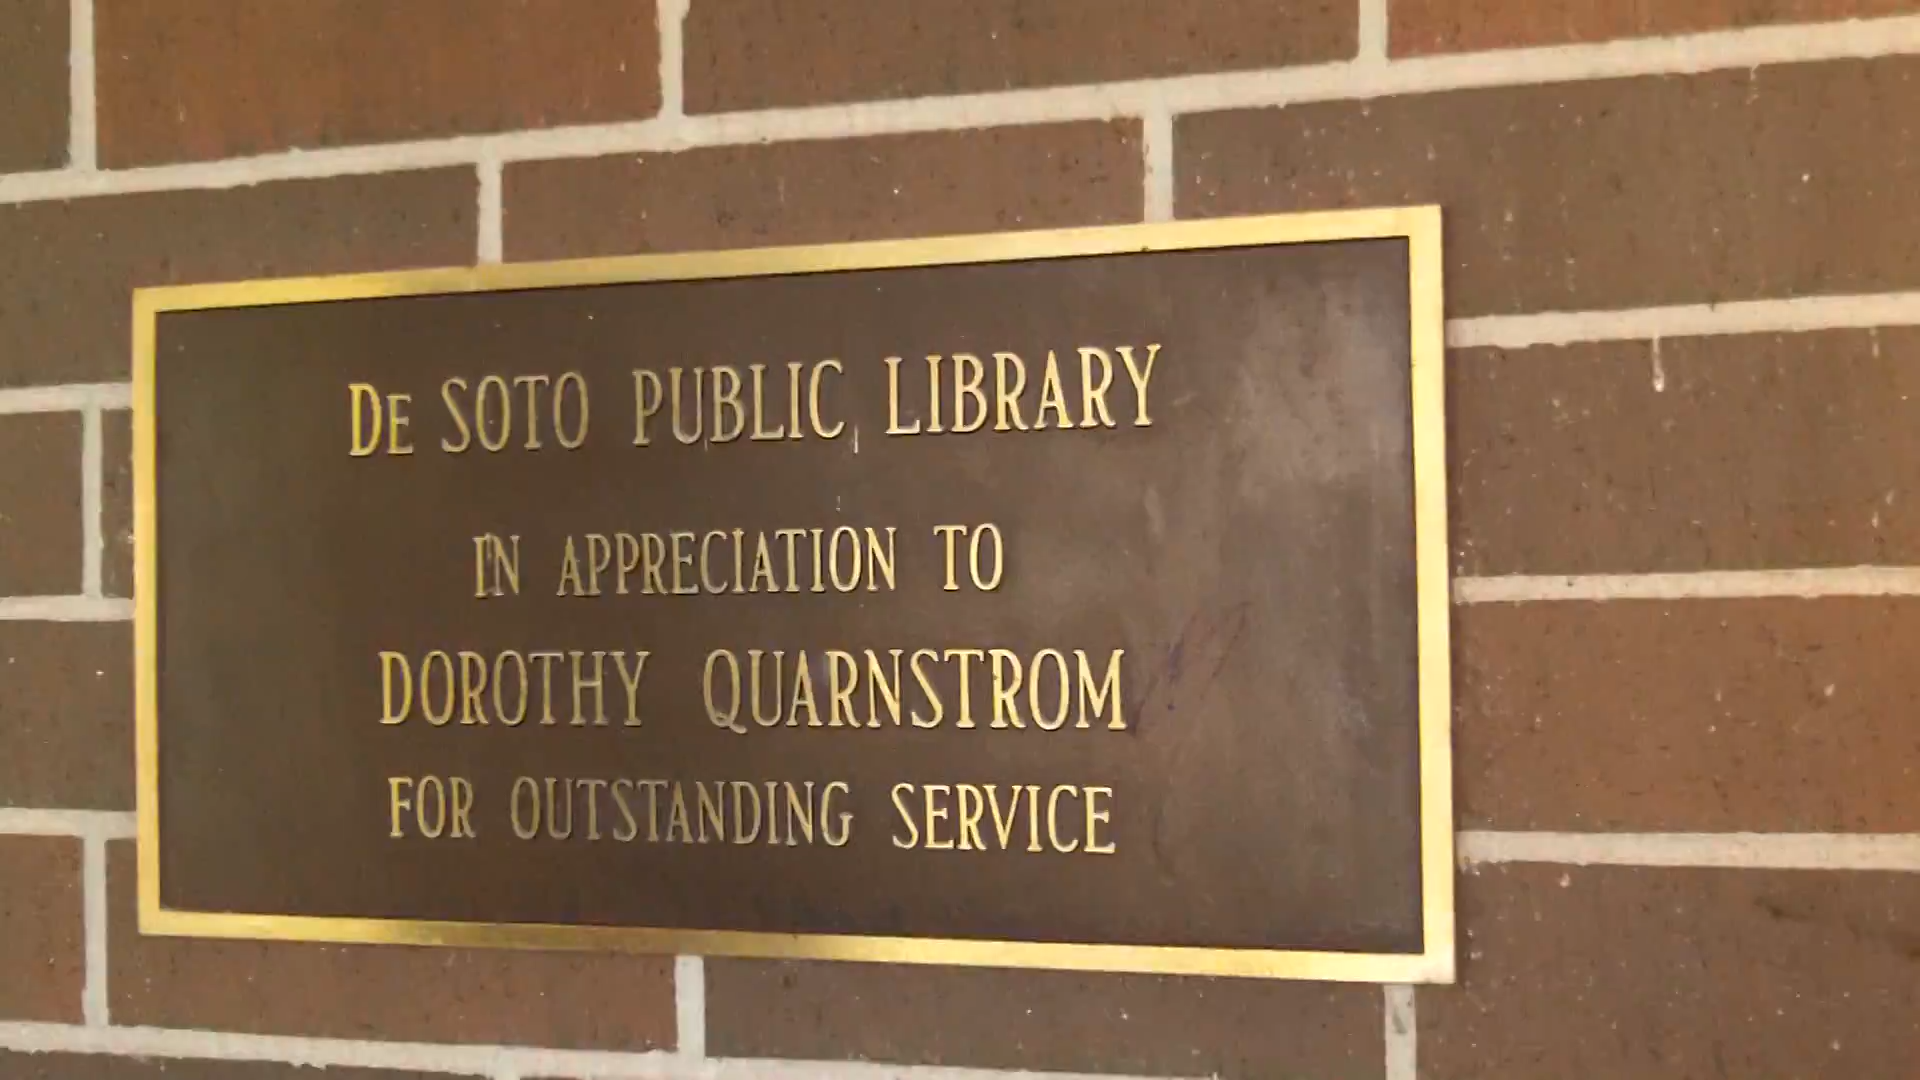 DE SOTO PUBLIC LIBRARY
IN APPRECIATION TO
DOROTHY QUARNSTROM
FOR OUTSTANDING SERVICE